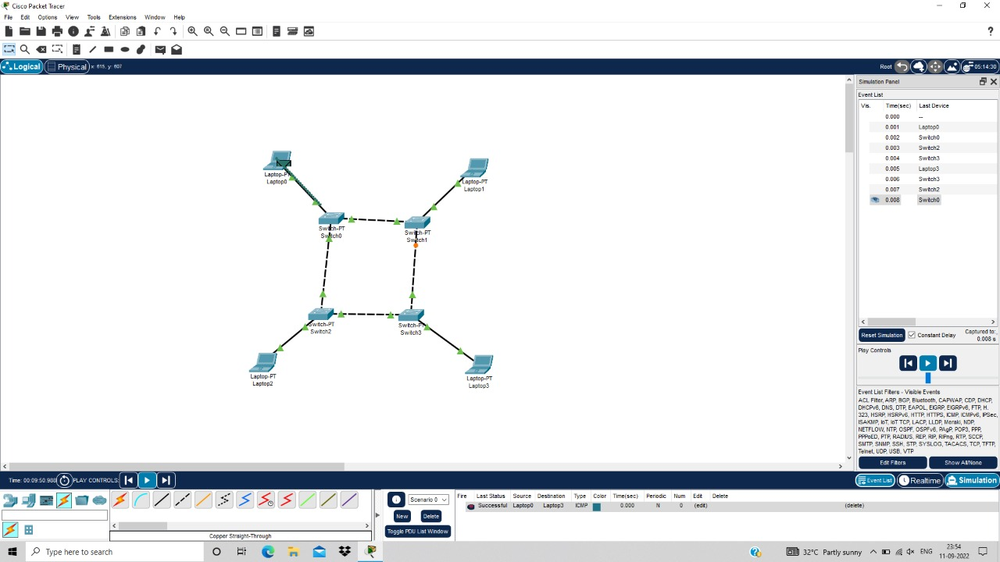 Cisco Packet Tracer
File Edit Options View Tools Extensions Window Help
Logical Physical x: 615, y: 607 Root 05:14:30
Laptop-PT
Laptop0
Laptop-PT
Laptop1
Switch-PT
Switch0
Switch-PT
Switch1
Switch-PT
Switch2
Switch-PT
Switch3
Laptop-PT
Laptop2
Laptop-PT
Laptop3
Simulation Panel
Event List
Vis. Time(sec) Last Device
0.000 --
0.001 Laptop0
0.002 Switch0
0.003 Switch2
0.004 Switch3
0.005 Laptop3
0.006 Switch3
0.007 Switch2
0.008 Switch0
Reset Simulation Constant Delay Captured to:
0.008 s
Play Controls
Event List Filters - Visible Events
ACL Filter, ARP, BGP, Bluetooth, CAPWAP, CDP, DHCP,
DHCPv6, DNS, DTP, EAPOL, EIGRP, EIGRPv6, FTP, H.
323, HSRP, HSRPv6, HTTP, HTTPS, ICMP, ICMPv6, IPSec,
ISAKMP, IoT, IoT TCP, LACP, LLDP, Meraki, NDP,
NETFLOW, NTP, OSPF, OSPFv6, PAgP, POP3, PPP,
PPPoED, PTP, RADIUS, REP, RIP, RIPng, RTP, SCCP,
SMTP, SNMP, SSH, STP, SYSLOG, TACACS, TCP, TFTP,
Telnet, UDP, USB, VTP
Edit Filters Show All/None
Time: 00:09:50.988 PLAY CONTROLS: Event List Realtime Simulation
Scenario 0
New Delete
Toggle PDU List Window
Fire Last Status Source Destination Type Color Time(sec) Periodic Num Edit Delete
Successful Laptop0 Laptop3 ICMP 0.000 N 0 (edit) (delete)
Copper Straight-Through
Type here to search
32°C Partly sunny ENG
23:54
11-09-2022